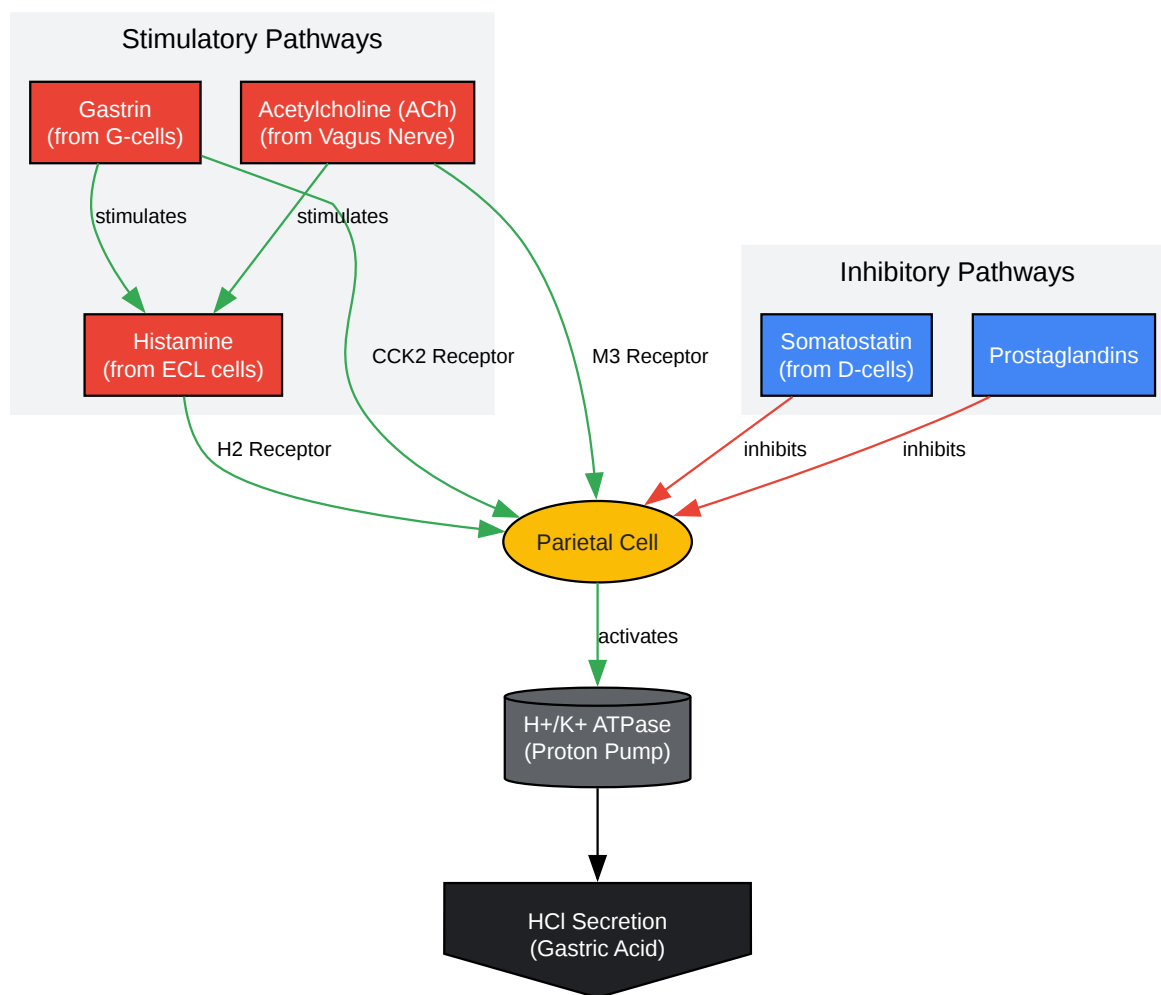 Stimulatory Pathways
Gastrin
(from G-cells)
Acetylcholine (ACh)
(from Vagus Nerve)
stimulates
stimulates
Inhibitory Pathways
Histamine
(from ECL cells)
CCK2 Receptor
M3 Receptor
Somatostatin
(from D-cells)
Prostaglandins
H2 Receptor
inhibits
inhibits
Parietal Cell
activates
H+/K+ ATPase
(Proton Pump)
HCl Secretion
(Gastric Acid)